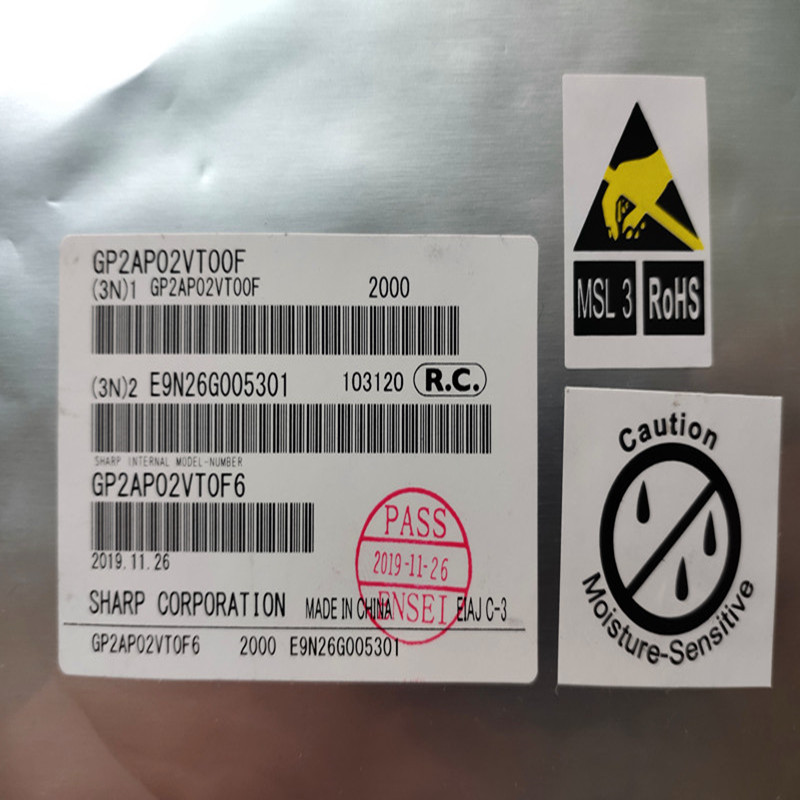 GP2AP02VT00F
(3N)1 GP2AP02VT00F 2000
(3N)2 E9N26G005301 103120 R.C.
SHARP INTERNAL MODEL-NUMBER
GP2AP02VT0F6
2019.11.26
PASS
2019-11-26
ENSEI
SHARP CORPORATION MADE IN CHINA EIAJ C-3
GP2AP02VT0F6 2000 E9N26G005301
MSL 3 RoHS
Caution
Moisture-Sensitive